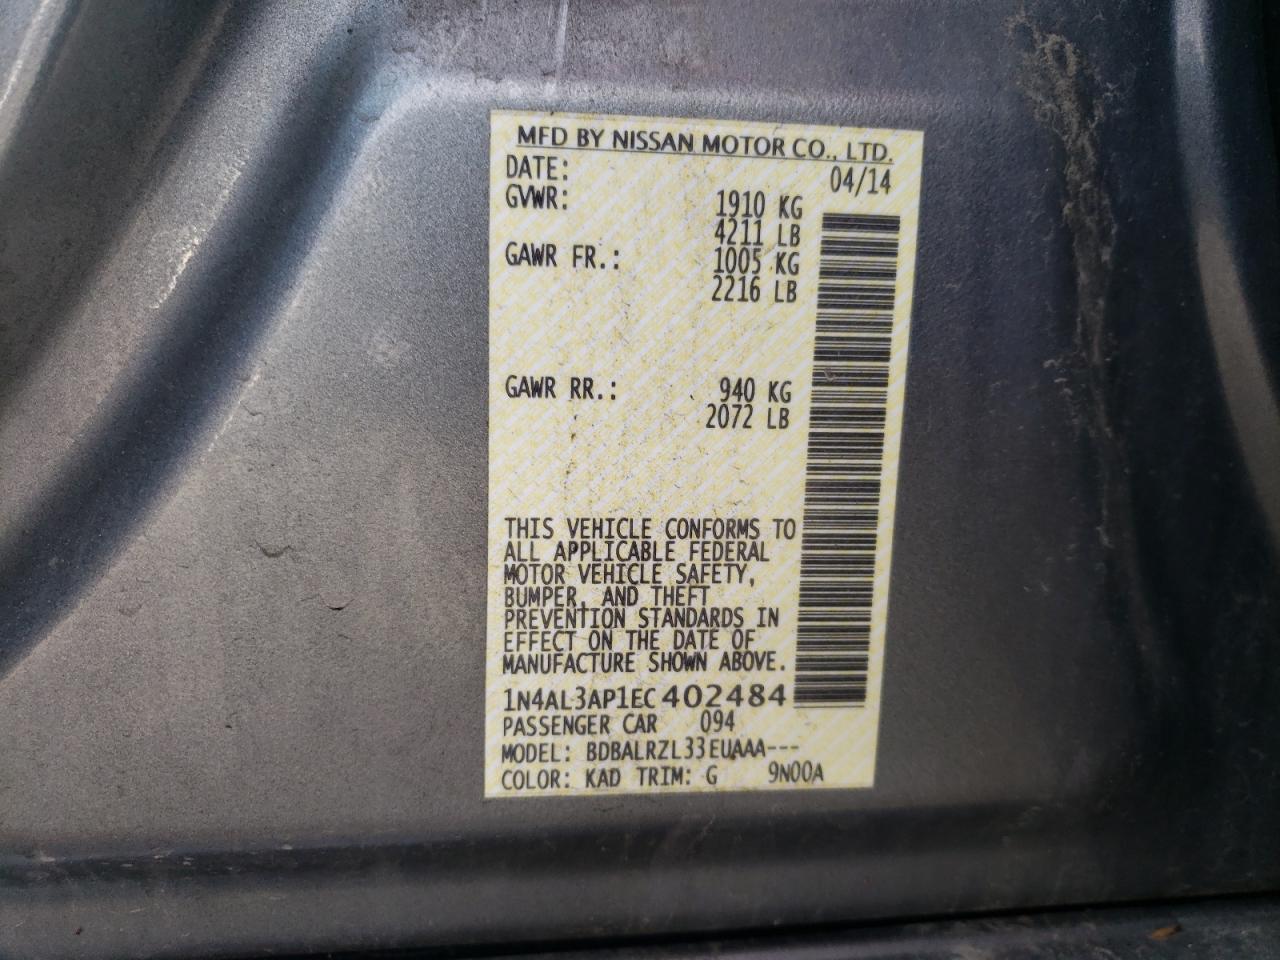 MFD BY NISSAN MOTOR CO., LTD.
DATE: 04/14
GVWR: 1910 KG
4211 LB
GAWR FR.: 1005 KG
2216 LB
GAWR RR.: 940 KG
2072 LB
THIS VEHICLE CONFORMS TO
ALL APPLICABLE FEDERAL
MOTOR VEHICLE SAFETY,
BUMPER, AND THEFT
PREVENTION STANDARDS IN
EFFECT ON THE DATE OF
MANUFACTURE SHOWN ABOVE.
1N4AL3AP1EC402484
PASSENGER CAR 094
MODEL: BDBALRZL33EUAAA---
COLOR: KAD TRIM: G 9N00A